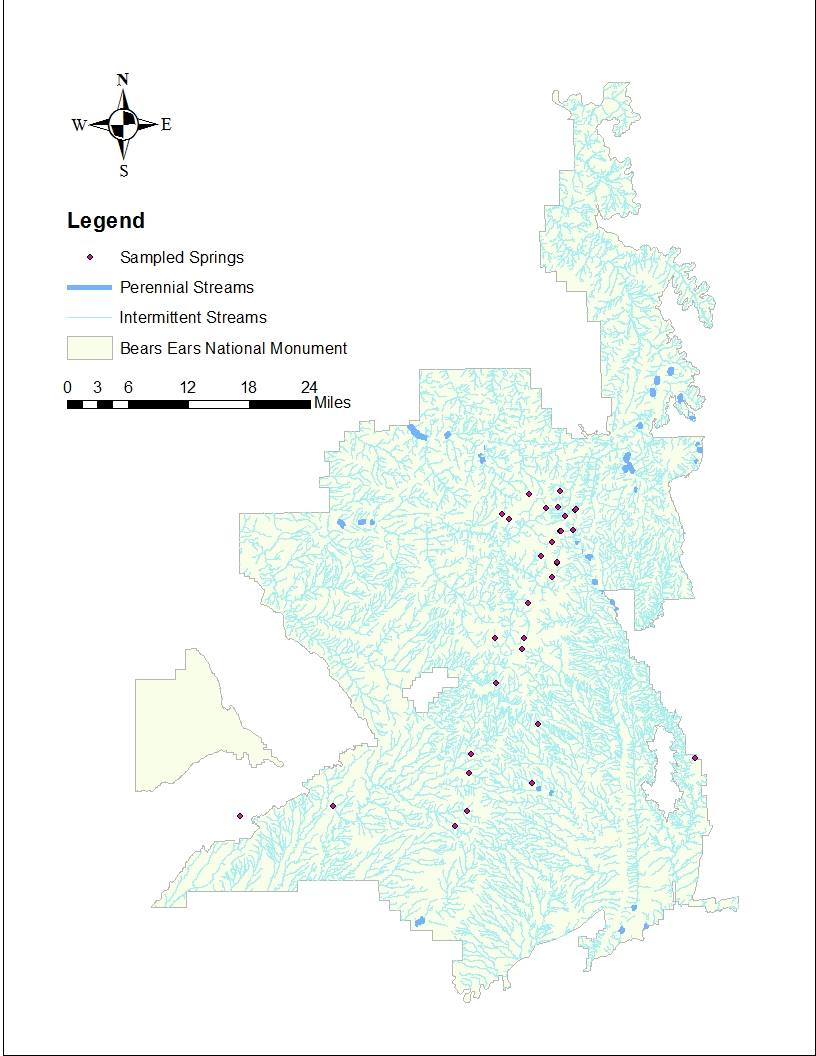 N
W E
S
Legend
Sampled Springs
Perennial Streams
Intermittent Streams
Bears Ears National Monument
0 3 6 12 18 24
Miles